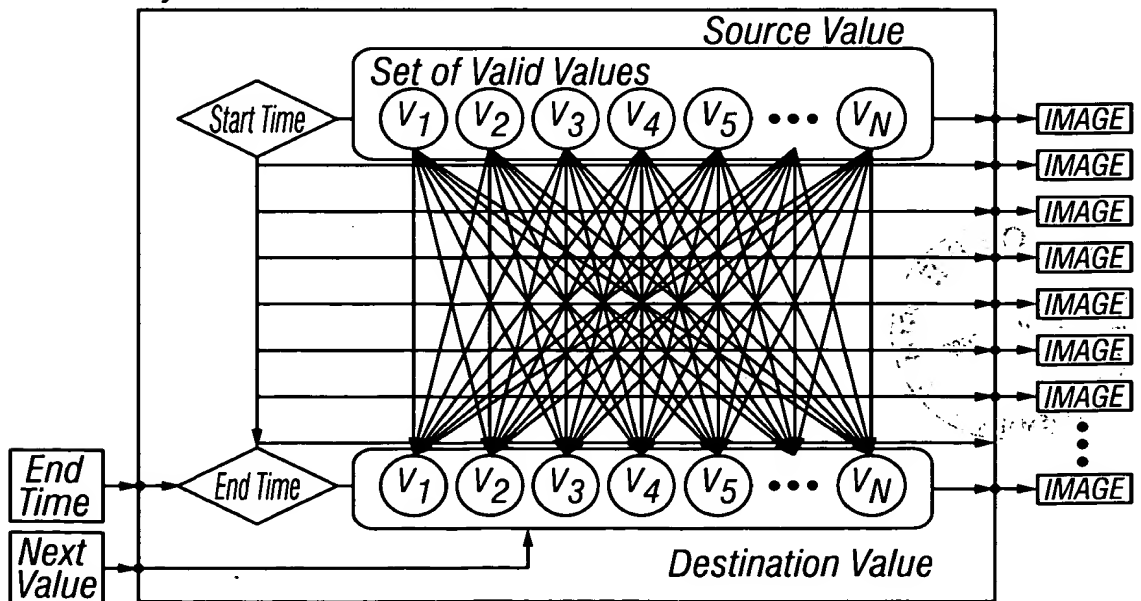 Source Value
Set of Valid Values
Start Time
V1 V2 V3 V4 V5 ••• VN
IMAGE
IMAGE
IMAGE
IMAGE
IMAGE
IMAGE
IMAGE
End Time
End Time
V1 V2 V3 V4 V5 ••• VN
IMAGE
Next Value
Destination Value